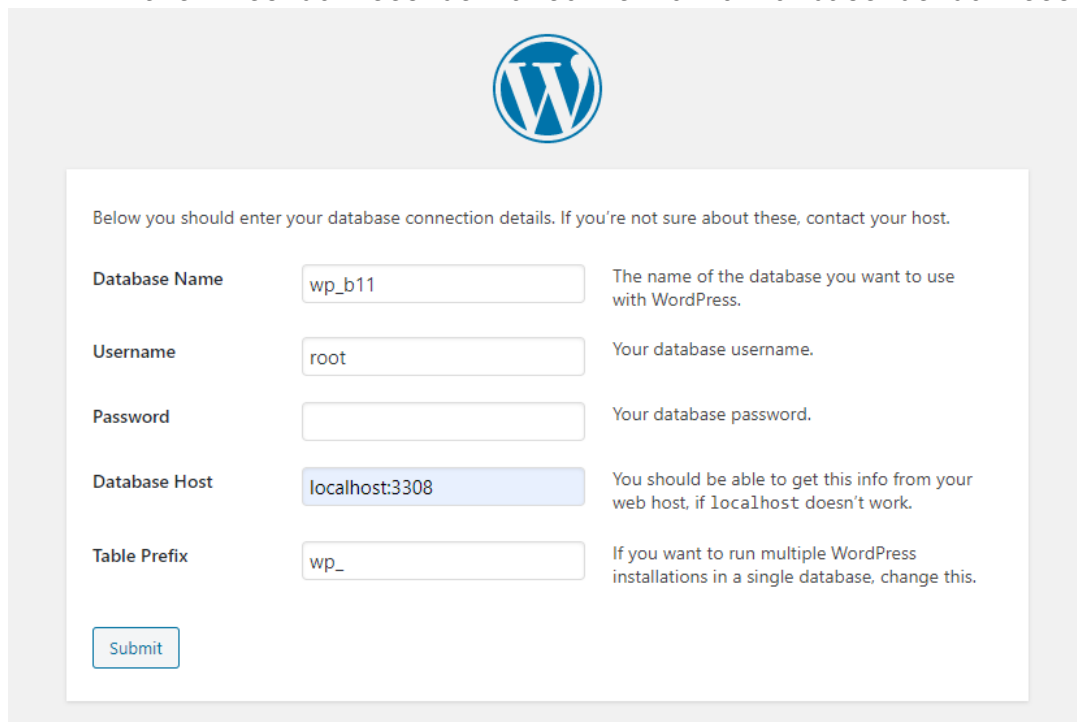 Below you should enter your database connection details. If you’re not sure about these, contact your host.
Database Name
wp_b11
The name of the database you want to use
with WordPress.
Username
root
Your database username.
Password
Your database password.
Database Host
localhost:3308
You should be able to get this info from your
web host, if localhost doesn’t work.
Table Prefix
wp_
If you want to run multiple WordPress
installations in a single database, change this.
Submit